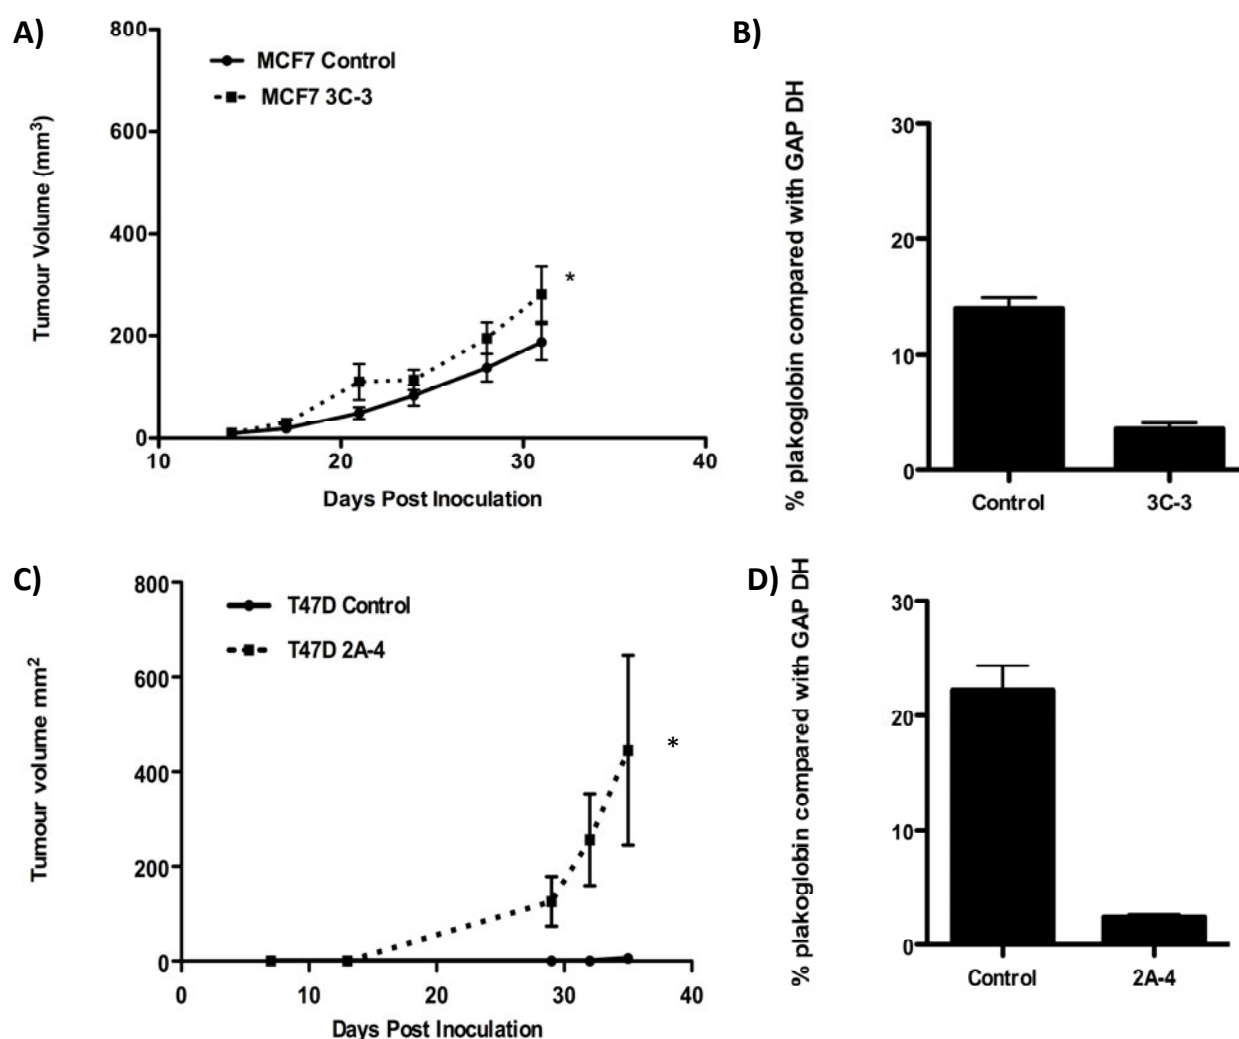 A)
800
600
400
200
0
Tumour Volume (mm³)
MCF7 Control
MCF7 3C-3
*
10 20 30 40
Days Post Inoculation
B)
% plakoglobin compared with GAP DH
30
20
10
0
Control 3C-3
C)
800
600
400
200
0
Tumour volume mm²
T47D Control
T47D 2A-4
*
0 10 20 30 40
Days Post Inoculation
D)
% plakoglobin compared with GAP DH
30
20
10
0
Control 2A-4